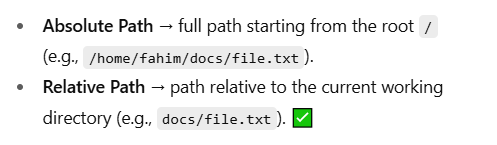 • Absolute Path → full path starting from the root /
(e.g., /home/fahim/docs/file.txt).
• Relative Path → path relative to the current working
directory (e.g., docs/file.txt). ✅